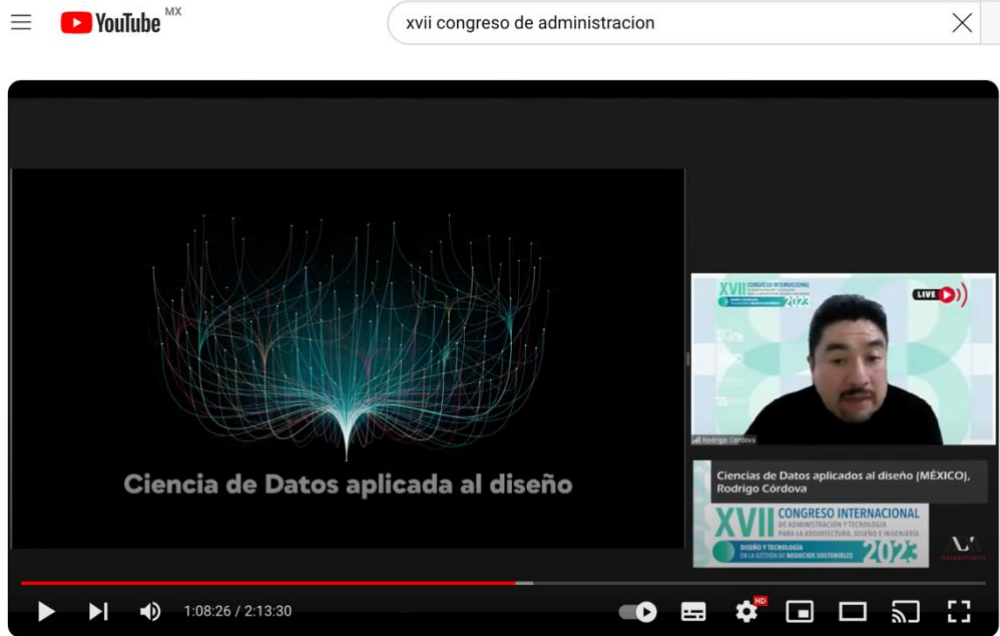 YouTube MX
xvii congreso de administracion
XVII CONGRESO INTERNACIONAL
2023
LIVE
Ciencia de Datos aplicada al diseño
Rodrigo Córdova
Ciencias de Datos aplicados al diseño (MÉXICO),
Rodrigo Córdova
XVII CONGRESO INTERNACIONAL
DE ADMINISTRACIÓN Y TECNOLOGÍA
PARA LA ARQUITECTURA, DISEÑO E INGENIERÍA
DISEÑO Y TECNOLOGÍA
EN LA GESTIÓN DE NEGOCIOS SOSTENIBLES
2023
Azcapotzalco
1:08:26 / 2:13:30
HD